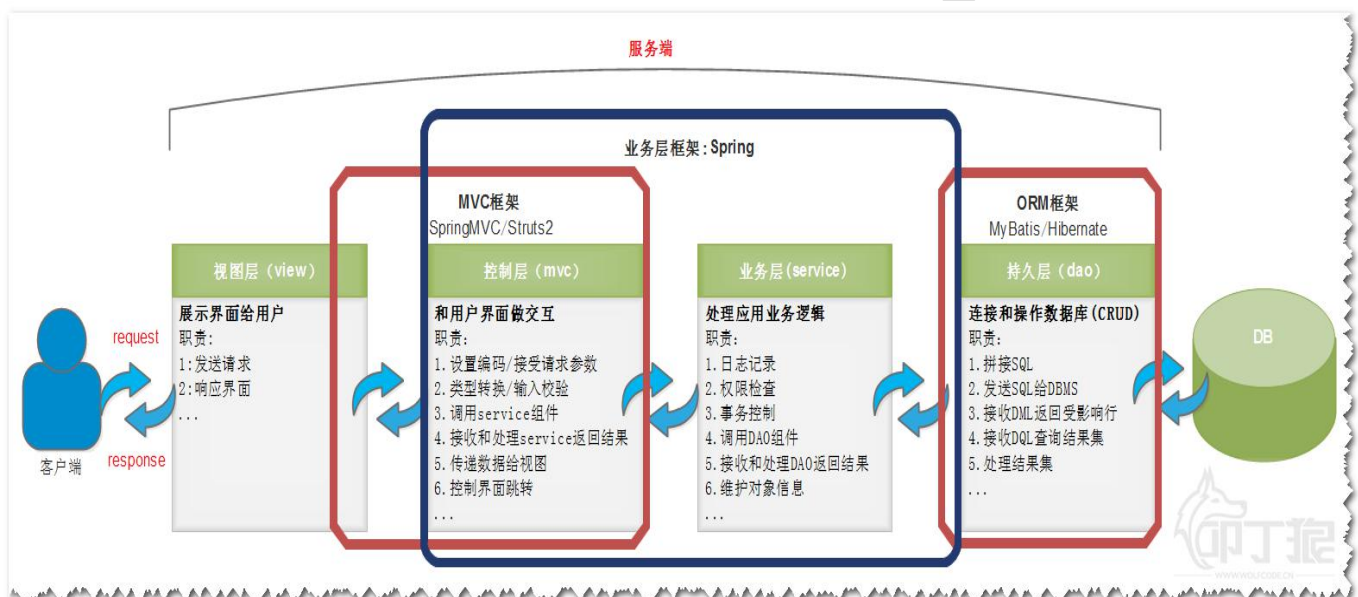 服务端
业务层框架:Spring
MVC框架
SpringMVC/Struts2
ORM框架
MyBatis/Hibernate
视图层（view）
展示界面给用户
职责:
1:发送请求
2:响应界面
...
控制层（mvc）
和用户界面做交互
职责:
1.设置编码/接受请求参数
2.类型转换/输入校验
3.调用service组件
4.接收和处理service返回结果
5.传递数据给视图
6.控制界面跳转
...
业务层(service)
处理应用业务逻辑
职责:
1.日志记录
2.权限检查
3.事务控制
4.调用DAO组件
5.接收和处理DAO返回结果
6.维护对象信息
...
持久层（dao）
连接和操作数据库(CRUD)
职责:
1.拼接SQL
2.发送SQL给DBMS
3.接收DML返回受影响行
4.接收DQL查询结果集
5.处理结果集
...
request
response
客户端
DB
叩丁狼
WWW.WOLFCODE.CN